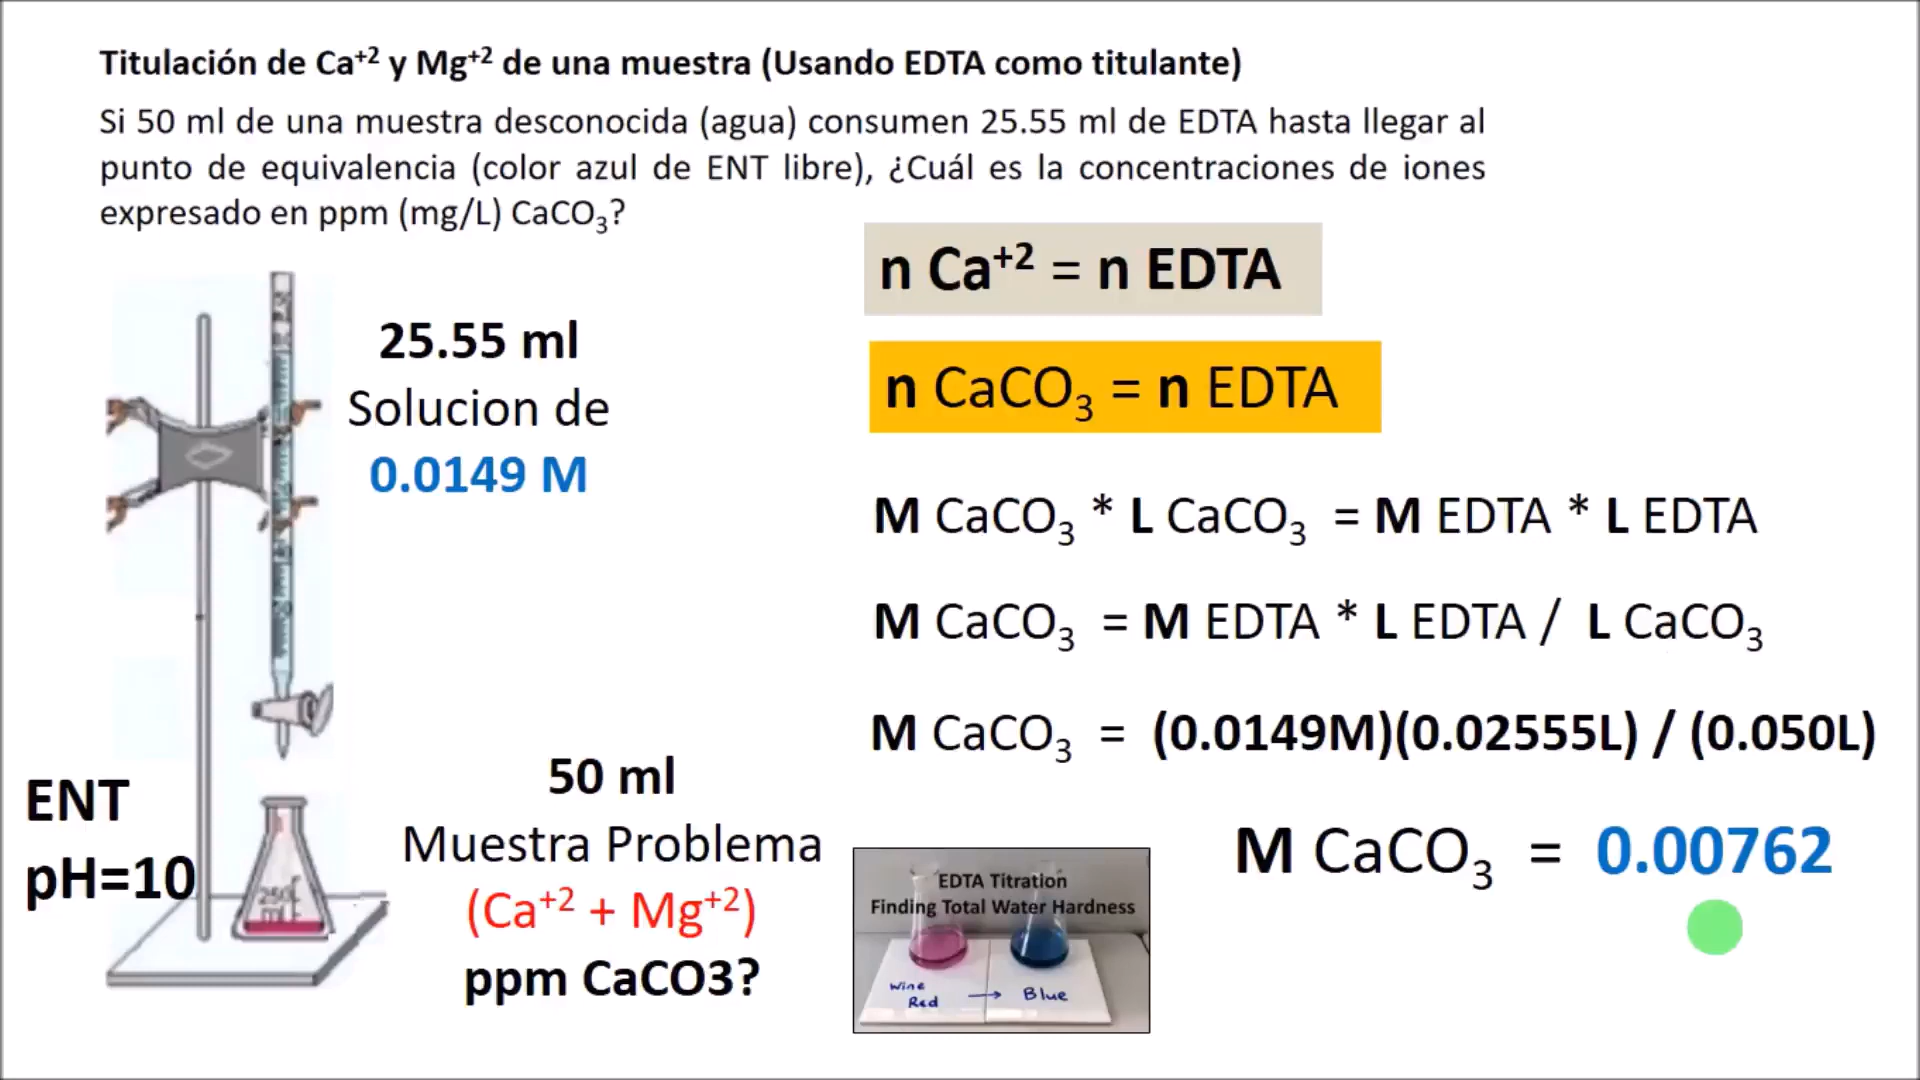 Titulación de Ca⁺² y Mg⁺² de una muestra (Usando EDTA como titulante)
Si 50 ml de una muestra desconocida (agua) consumen 25.55 ml de EDTA hasta llegar al
punto de equivalencia (color azul de ENT libre), ¿Cuál es la concentraciones de iones
expresado en ppm (mg/L) CaCO₃?
n Ca⁺² = n EDTA
n CaCO₃ = n EDTA
25.55 ml
Solucion de
0.0149 M
M CaCO₃ * L CaCO₃ = M EDTA * L EDTA
M CaCO₃ = M EDTA * L EDTA / L CaCO₃
M CaCO₃ = (0.0149M)(0.02555L) / (0.050L)
M CaCO₃ = 0.00762
ENT
pH=10
50 ml
Muestra Problema
(Ca⁺² + Mg⁺²)
ppm CaCO3?
EDTA Titration
Finding Total Water Hardness
Wine
Red → Blue